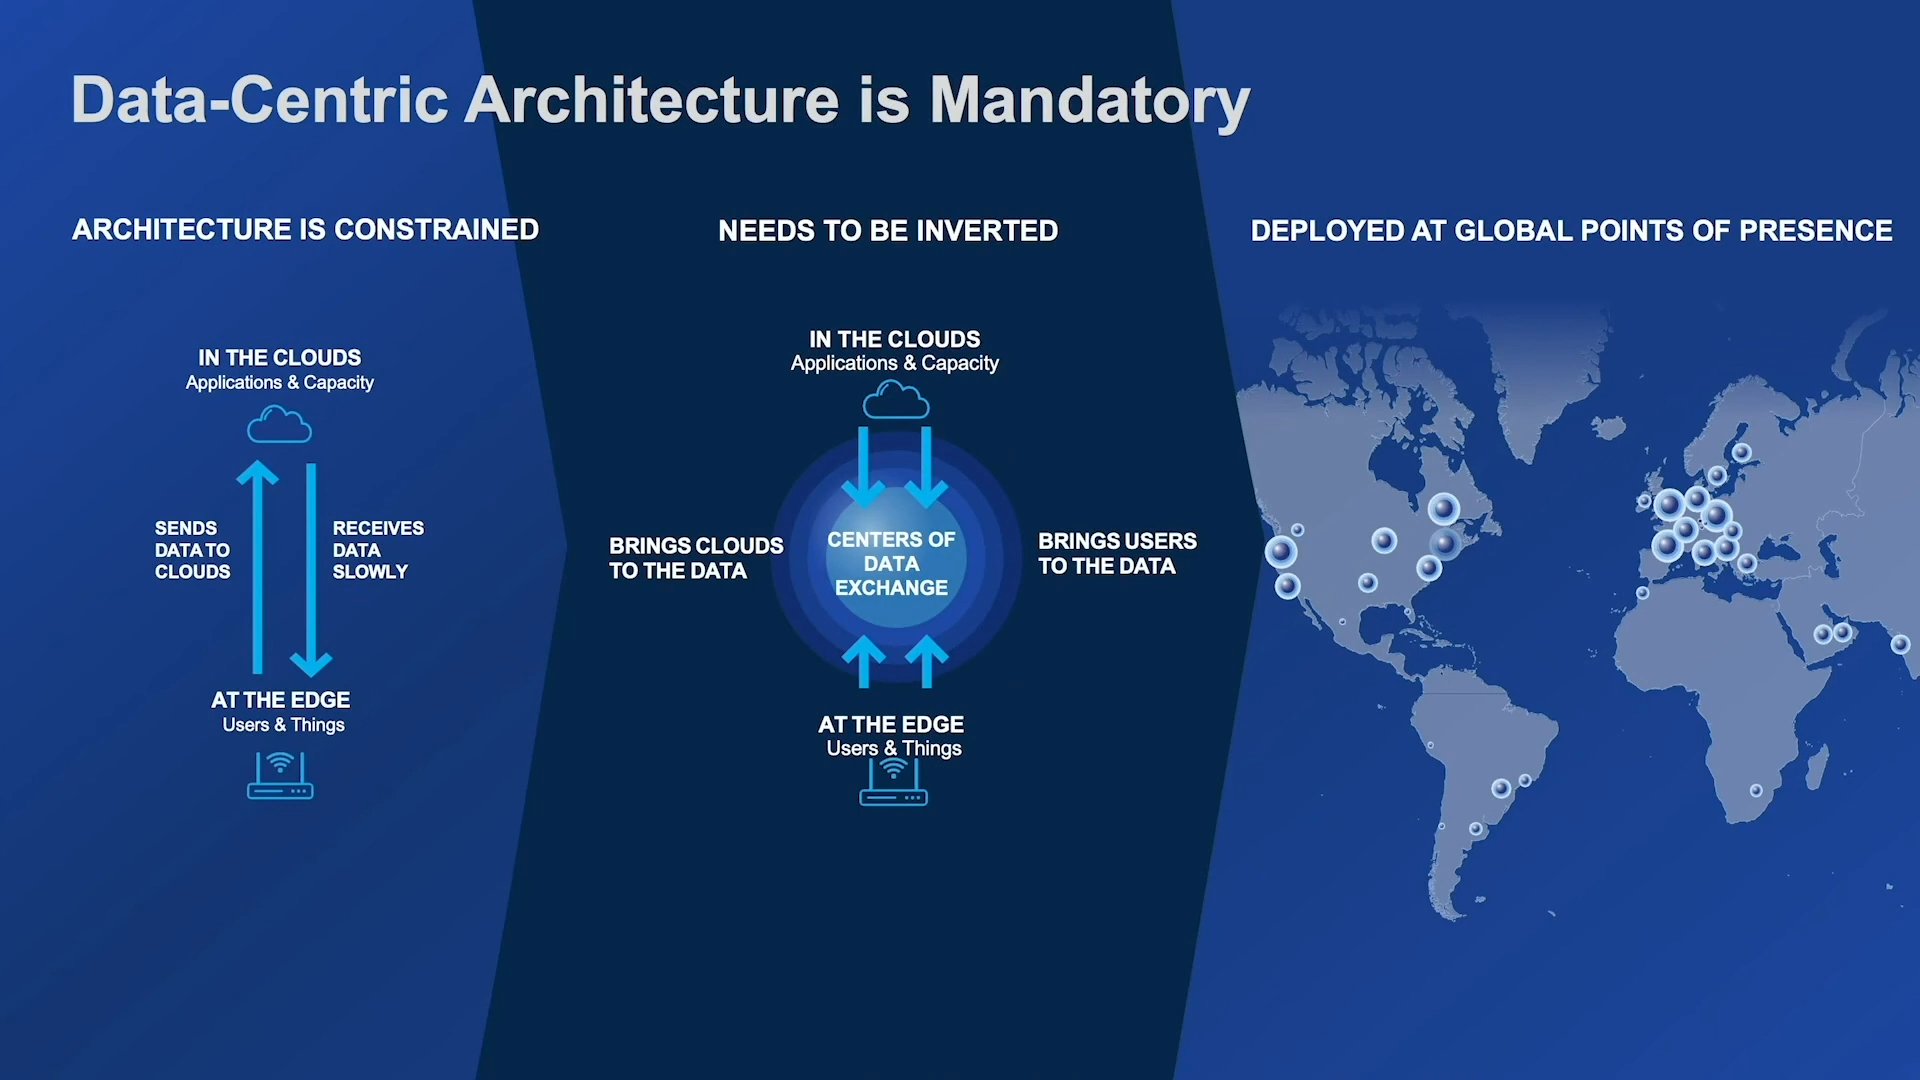 Data-Centric Architecture is Mandatory
ARCHITECTURE IS CONSTRAINED
IN THE CLOUDS
Applications & Capacity
SENDS
DATA TO
CLOUDS
RECEIVES
DATA
SLOWLY
AT THE EDGE
Users & Things
NEEDS TO BE INVERTED
IN THE CLOUDS
Applications & Capacity
BRINGS CLOUDS
TO THE DATA
CENTERS OF
DATA
EXCHANGE
BRINGS USERS
TO THE DATA
AT THE EDGE
Users & Things
DEPLOYED AT GLOBAL POINTS OF PRESENCE